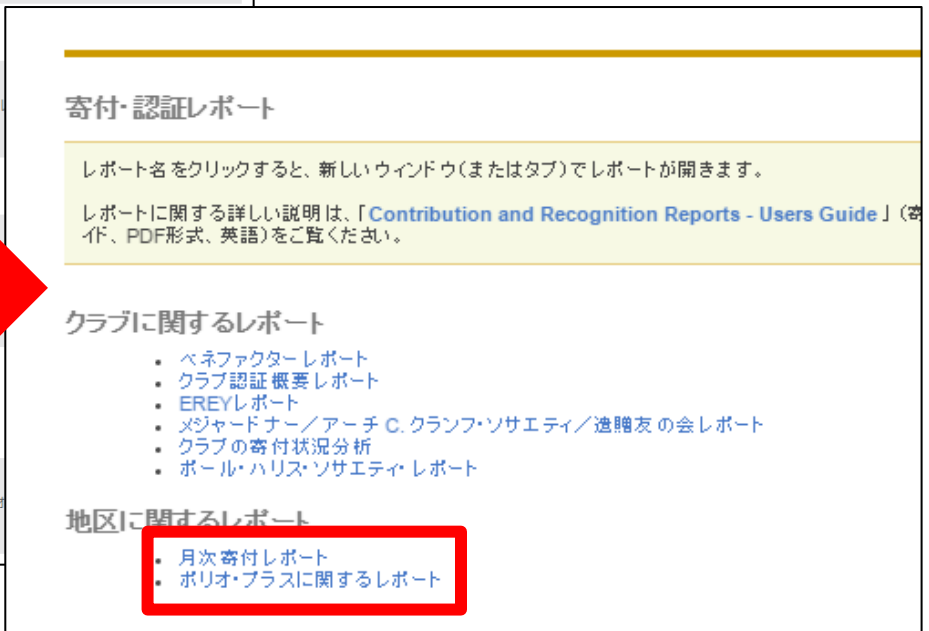 寄付・認証レポート
レポート名をクリックすると、新しいウィンドウ(またはタブ)でレポートが開きます。
レポートに関する詳しい説明は、「Contribution and Recognition Reports - Users Guide」(寄
イド、PDF形式、英語)をご覧ください。
クラブに関するレポート
• ベネファクターレポート
• クラブ認証概要レポート
• EREYレポート
• メジャードナー／アーチ C. クランフ・ソサエティ／遺贈友の会レポート
• クラブの寄付状況分析
• ポール・ハリス・ソサエティ・レポート
地区に関するレポート
• 月次寄付レポート
• ポリオ・プラスに関するレポート